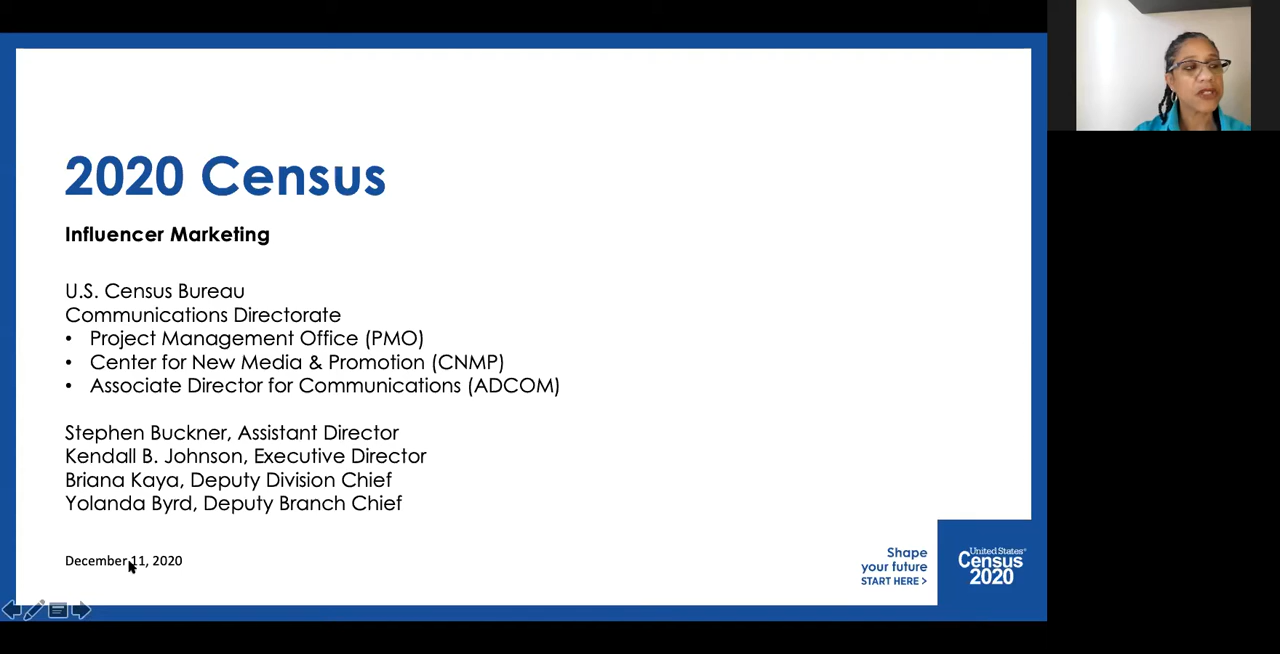 2020 Census
Influencer Marketing
U.S. Census Bureau
Communications Directorate
• Project Management Office (PMO)
• Center for New Media & Promotion (CNMP)
• Associate Director for Communications (ADCOM)
Stephen Buckner, Assistant Director
Kendall B. Johnson, Executive Director
Briana Kaya, Deputy Division Chief
Yolanda Byrd, Deputy Branch Chief
December 11, 2020
Shape
your future
START HERE >
United States®
Census
2020